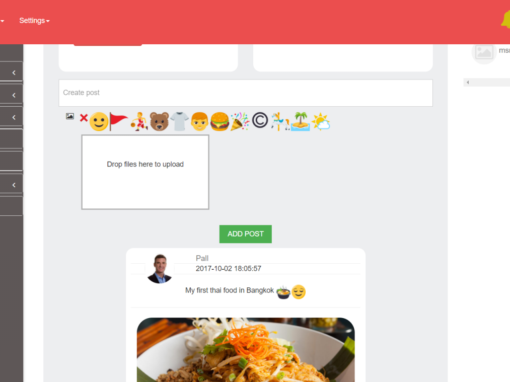 Settings
Create post
©
Drop files here to upload
ADD POST
Pall
2017-10-02 18:05:57
My first thai food in Bangkok